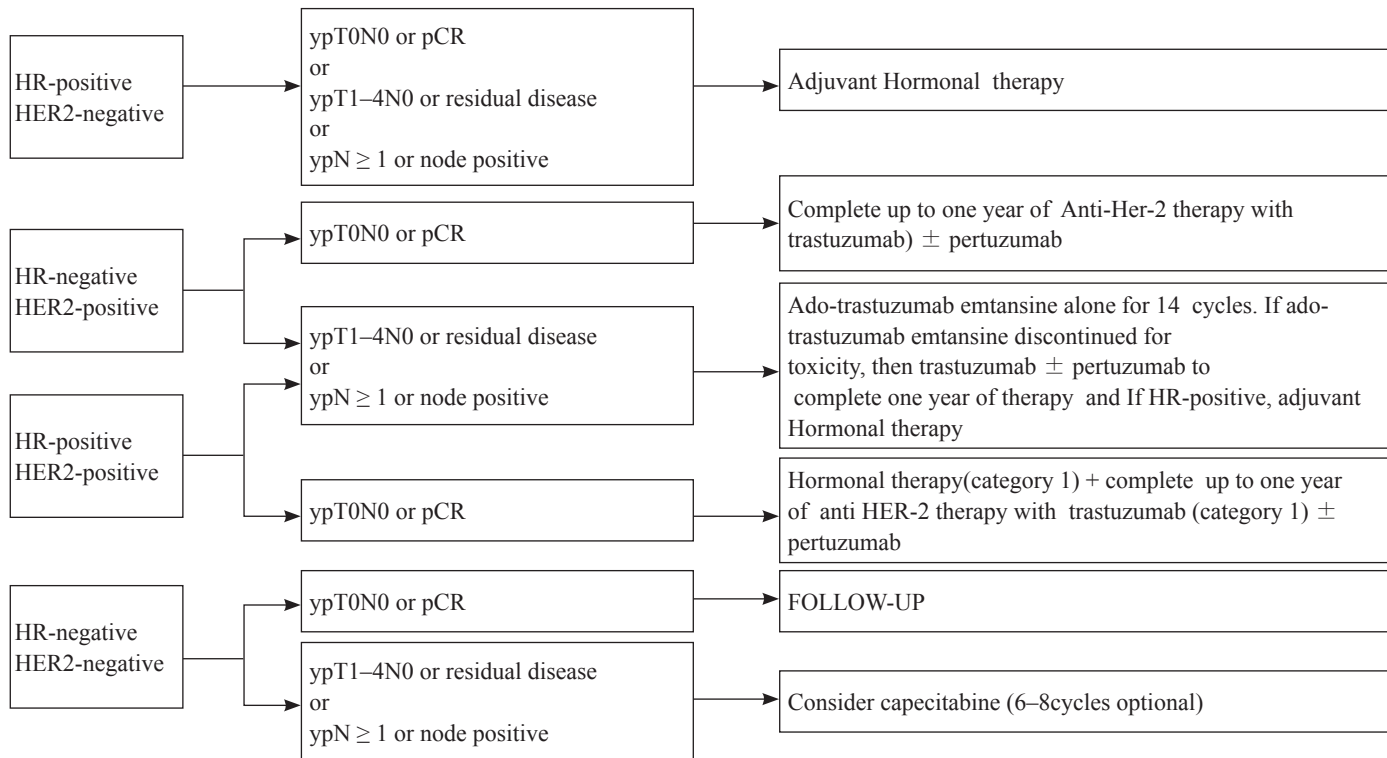 HR-positive
HER2-negative
ypT0N0 or pCR
or
ypT1–4N0 or residual disease
or
ypN ≥ 1 or node positive
Adjuvant Hormonal therapy
HR-negative
HER2-positive
ypT0N0 or pCR
Complete up to one year of Anti-Her-2 therapy with
trastuzumab) ± pertuzumab
ypT1–4N0 or residual disease
or
ypN ≥ 1 or node positive
Ado-trastuzumab emtansine alone for 14 cycles. If ado-
trastuzumab emtansine discontinued for
toxicity, then trastuzumab ± pertuzumab to
complete one year of therapy and If HR-positive, adjuvant
Hormonal therapy
HR-positive
HER2-positive
ypT0N0 or pCR
Hormonal therapy(category 1) + complete up to one year
of anti HER-2 therapy with trastuzumab (category 1) ±
pertuzumab
HR-negative
HER2-negative
ypT0N0 or pCR
FOLLOW-UP
ypT1–4N0 or residual disease
or
ypN ≥ 1 or node positive
Consider capecitabine (6–8cycles optional)